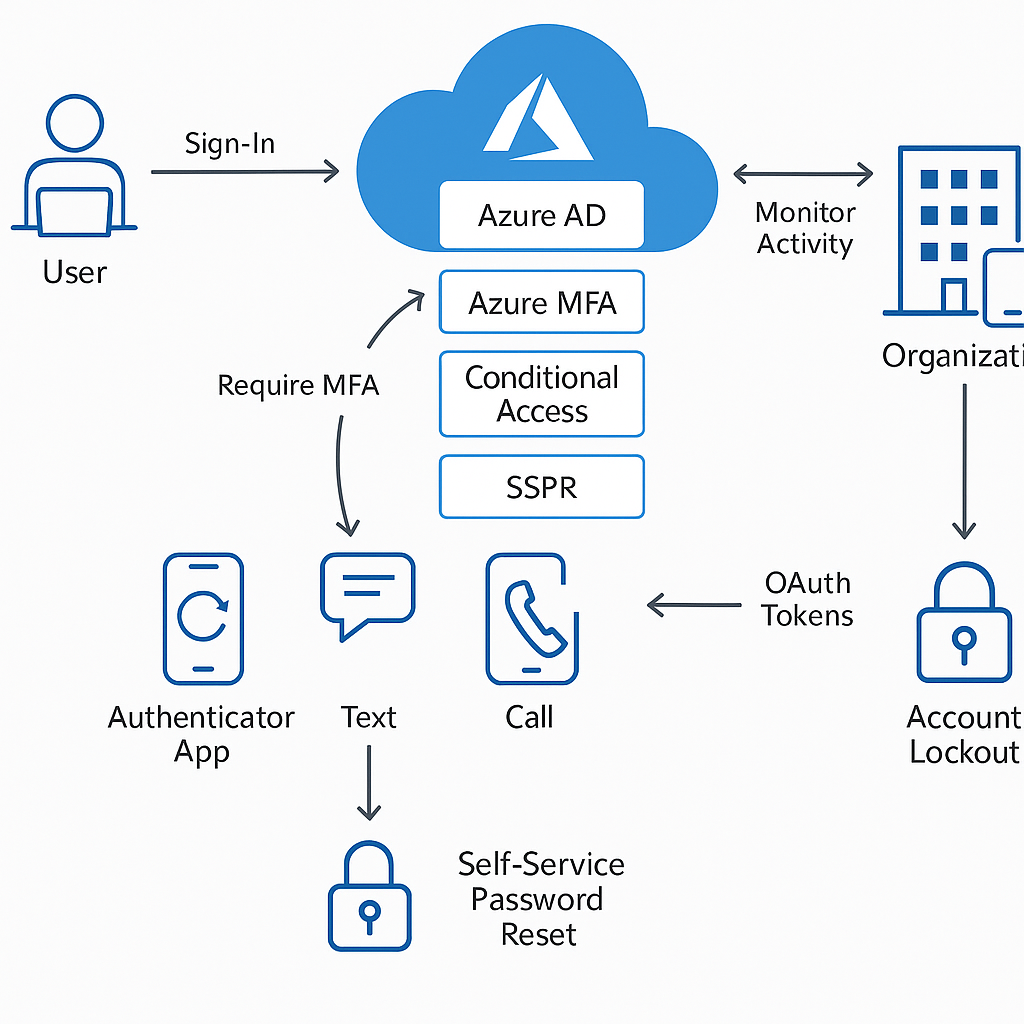 Sign-In
Azure AD
Monitor
Activity
User
Azure MFA
Organizati
Require MFA
Conditional
Access
SSPR
OAuth
Tokens
Authenticator
App
Text
Call
Account
Lockout
Self-Service
Password
Reset